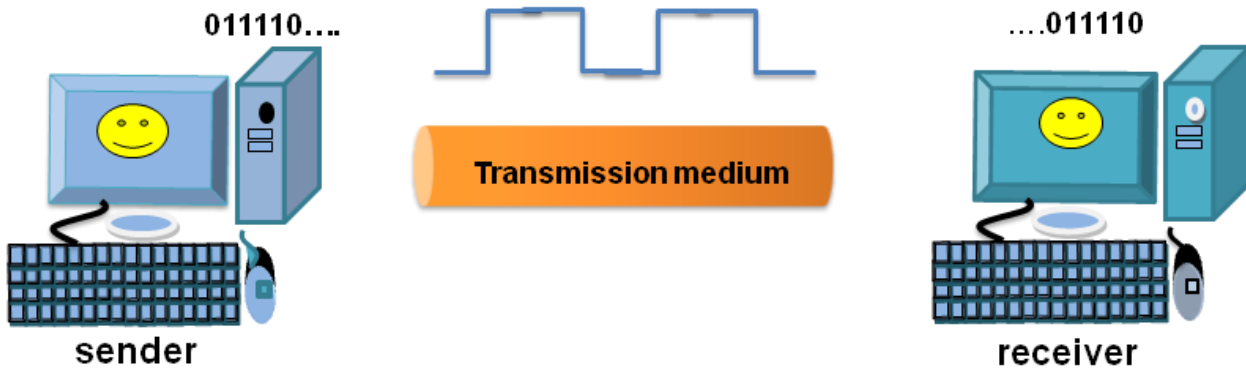 011110....
....011110
Transmission medium
sender
receiver